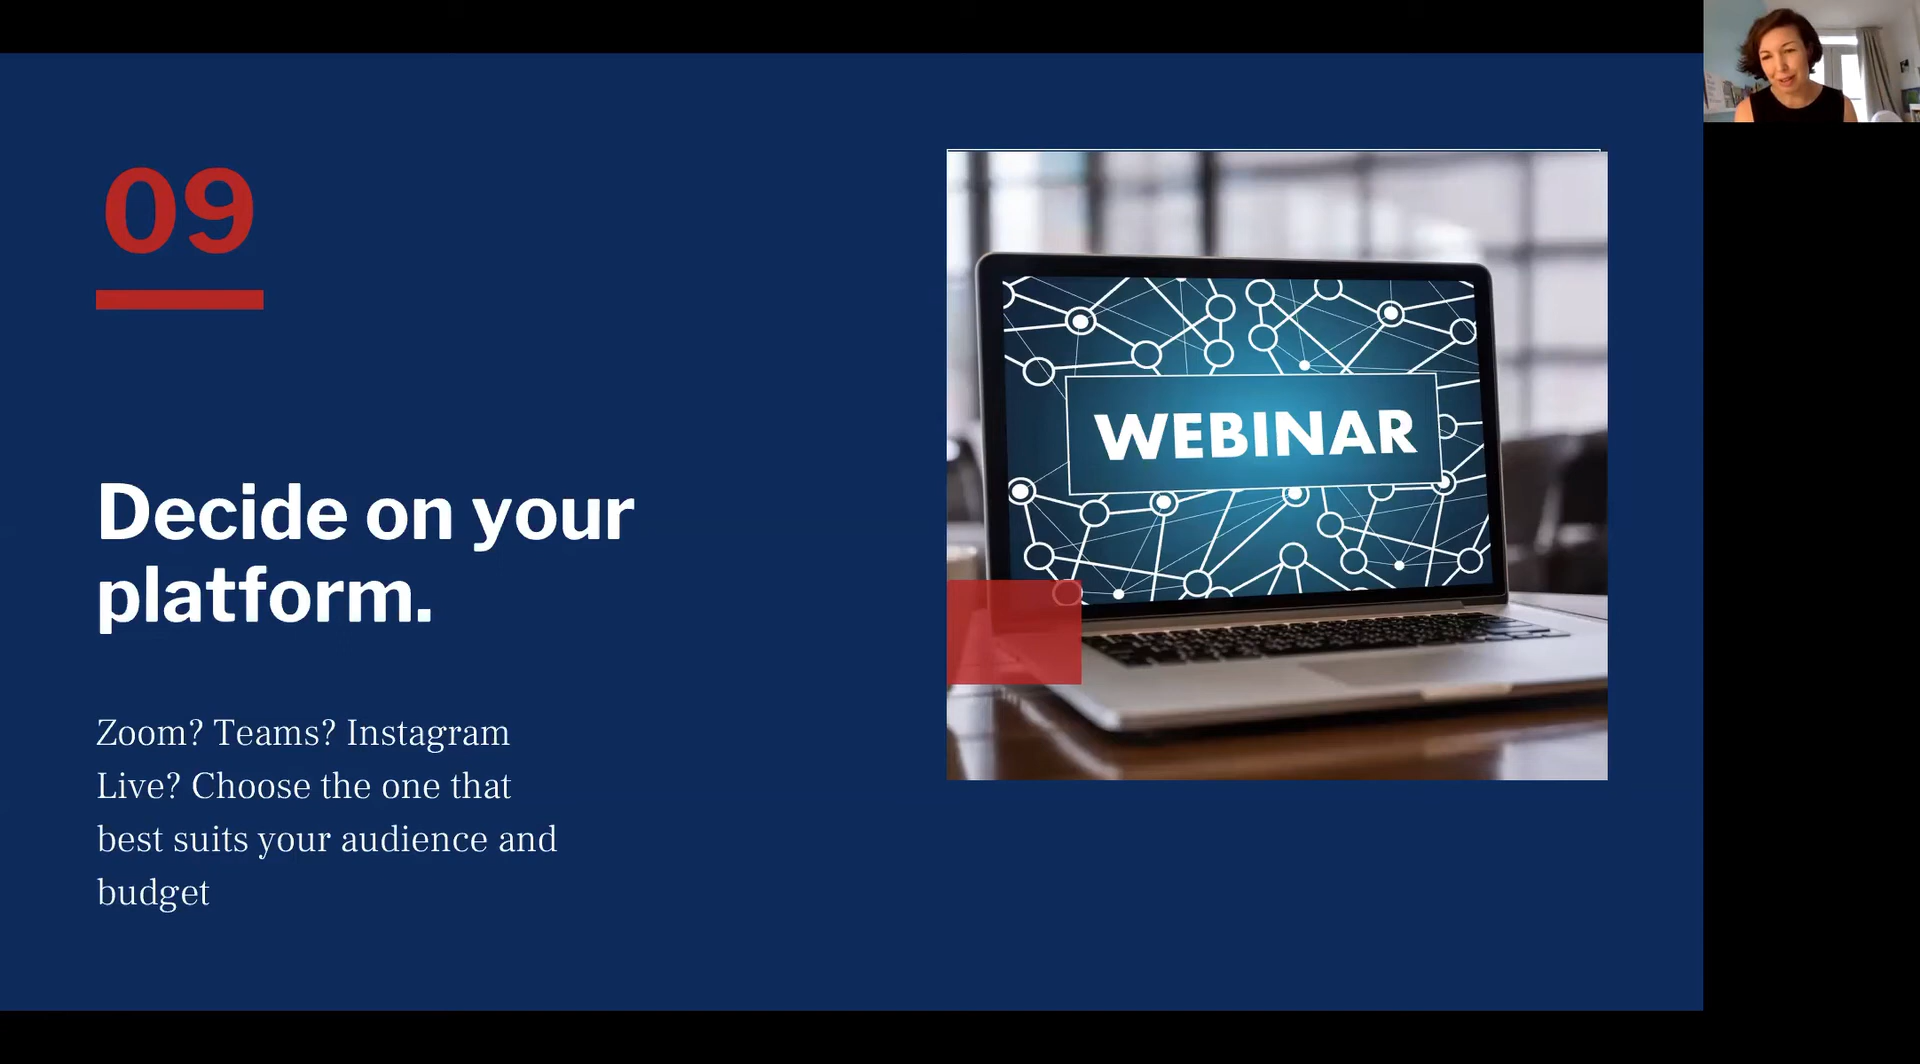 09
Decide on your
platform.
Zoom? Teams? Instagram
Live? Choose the one that
best suits your audience and
budget
WEBINAR